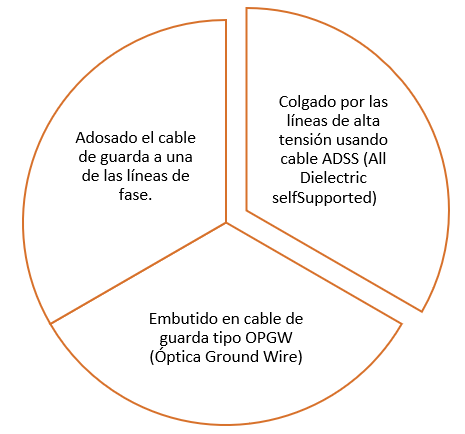 Adosado el cable
de guarda a una
de las líneas de
fase.
Colgado por las
líneas de alta
tensión usando
cable ADSS (All
Dielectric
selfSupported)
Embutido en cable de
guarda tipo OPGW
(Óptica Ground Wire)